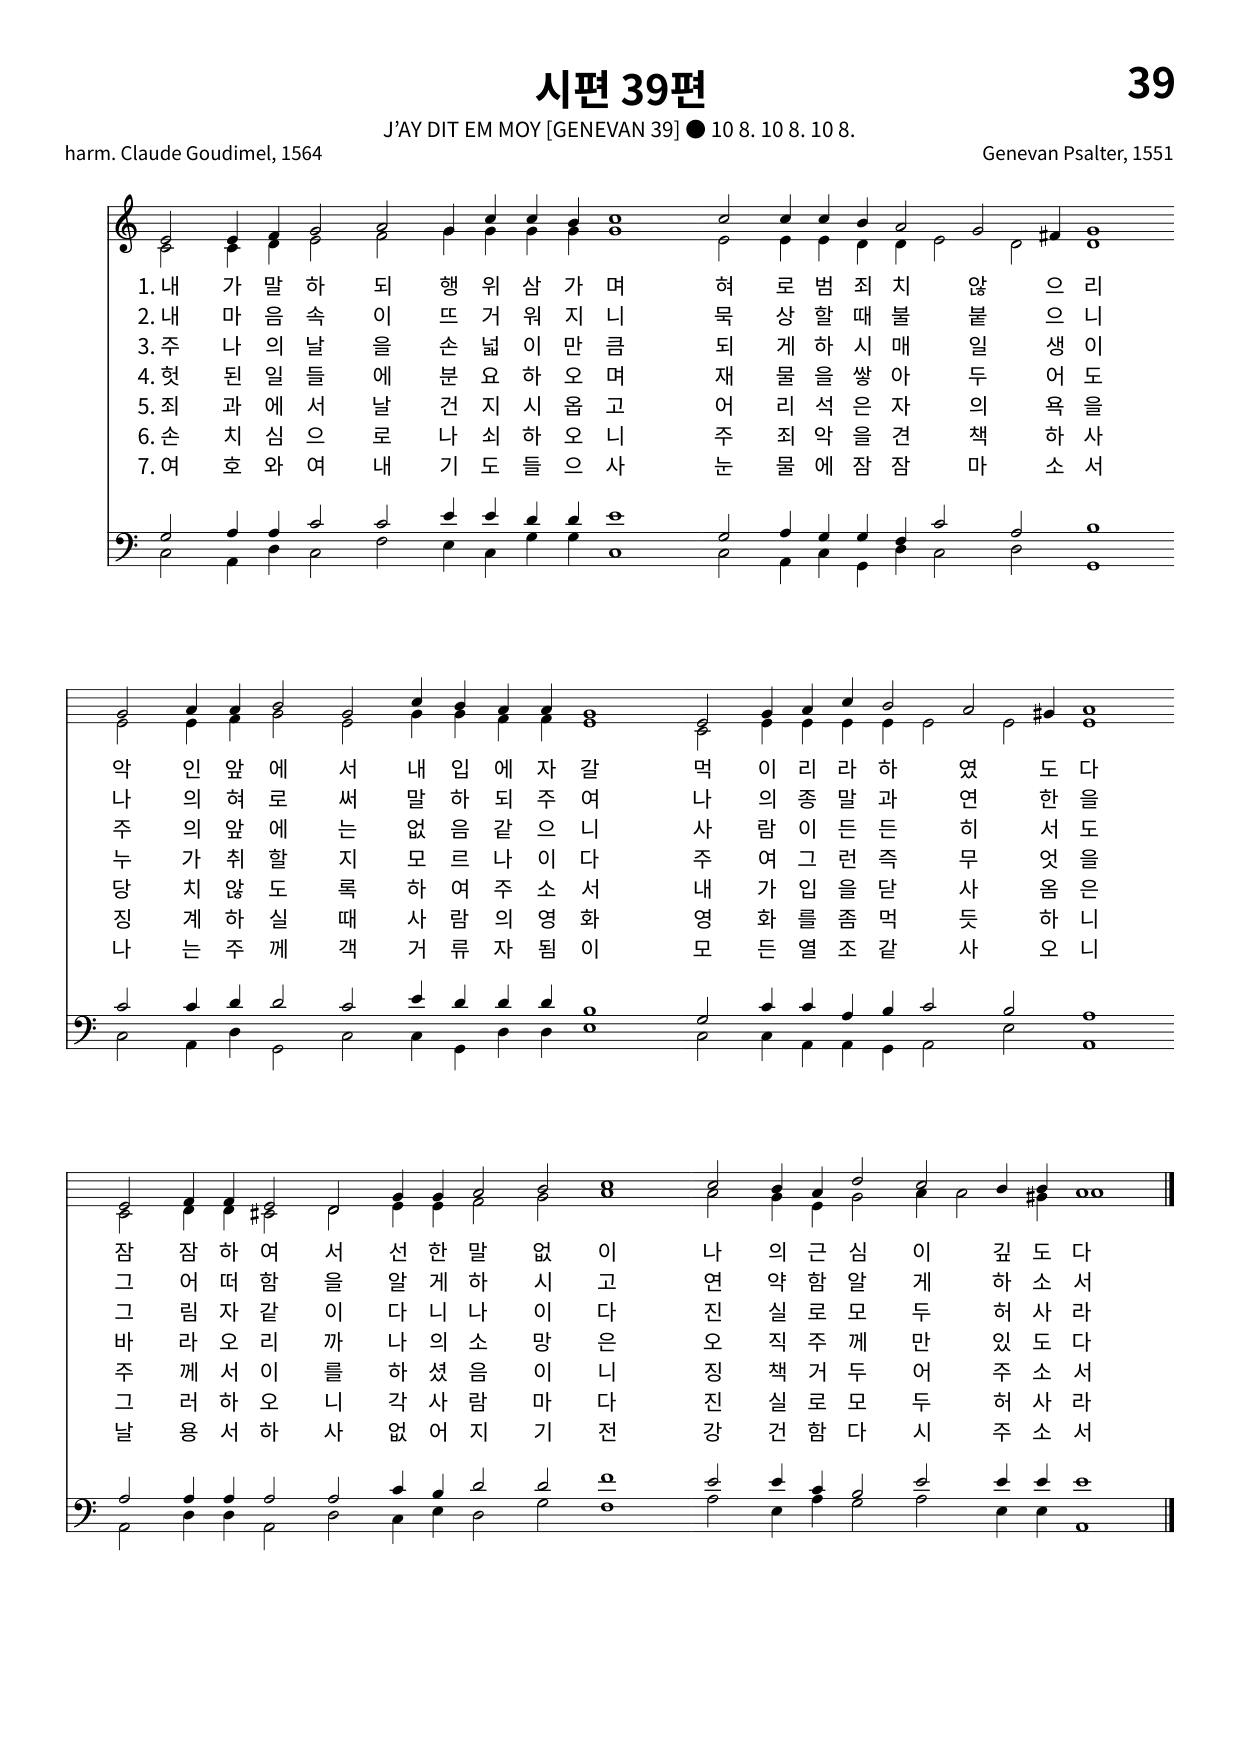 시편 39편
39
J’AY DIT EM MOY [GENEVAN 39] ● 10 8. 10 8. 10 8.
harm. Claude Goudimel, 1564
Genevan Psalter, 1551
1. 내 가 말 하 되 행 위 삼 가 며 혀 로 범 죄 치 않 으 리
2. 내 마 음 속 이 뜨 거 워 지 니 묵 상 할 때 불 붙 으 니
3. 주 나 의 날 을 손 넓 이 만 큼 되 게 하 시 매 일 생 이
4. 헛 된 일 들 에 분 요 하 오 며 재 물 을 쌓 아 두 어 도
5. 죄 과 에 서 날 건 지 시 옵 고 어 리 석 은 자 의 욕 을
6. 손 치 심 으 로 나 쇠 하 오 니 주 죄 악 을 견 책 하 사
7. 여 호 와 여 내 기 도 들 으 사 눈 물 에 잠 잠 마 소 서
악 인 앞 에 서 내 입 에 자 갈 먹 이 리 라 하 였 도 다
나 의 혀 로 써 말 하 되 주 여 나 의 종 말 과 연 한 을
주 의 앞 에 는 없 음 같 으 니 사 람 이 든 든 히 서 도
누 가 취 할 지 모 르 나 이 다 주 여 그 런 즉 무 엇 을
당 치 않 도 록 하 여 주 소 서 내 가 입 을 닫 사 옴 은
징 계 하 실 때 사 람 의 영 화 영 화 를 좀 먹 듯 하 니
나 는 주 께 객 거 류 자 됨 이 모 든 열 조 같 사 오 니
잠 잠 하 여 서 선 한 말 없 이 나 의 근 심 이 깊 도 다
그 어 떠 함 을 알 게 하 시 고 연 약 함 알 게 하 소 서
그 림 자 같 이 다 니 나 이 다 진 실 로 모 두 허 사 라
바 라 오 리 까 나 의 소 망 은 오 직 주 께 만 있 도 다
주 께 서 이 를 하 셨 음 이 니 징 책 거 두 어 주 소 서
그 러 하 오 니 각 사 람 마 다 진 실 로 모 두 허 사 라
날 용 서 하 사 없 어 지 기 전 강 건 함 다 시 주 소 서